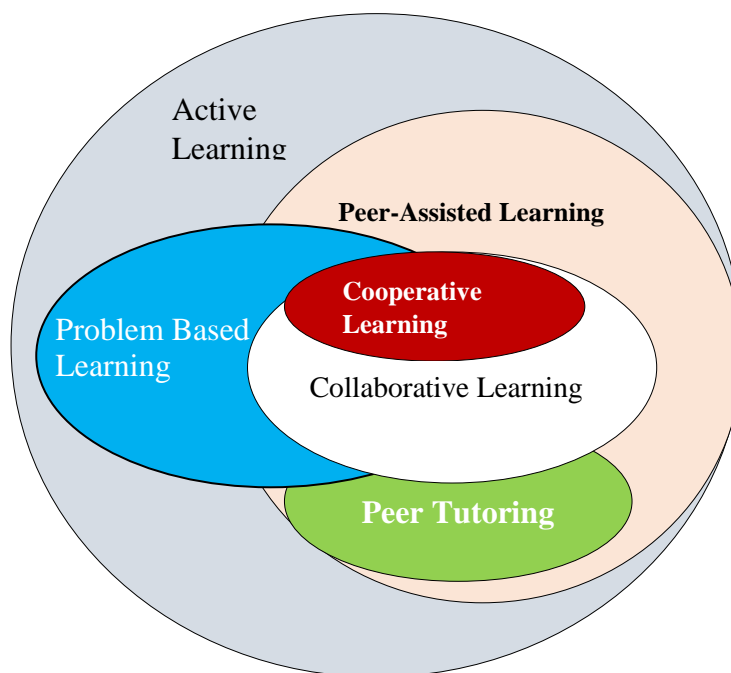 Active
Learning
Peer-Assisted Learning
Cooperative
Learning
Problem Based
Learning
Collaborative Learning
Peer Tutoring